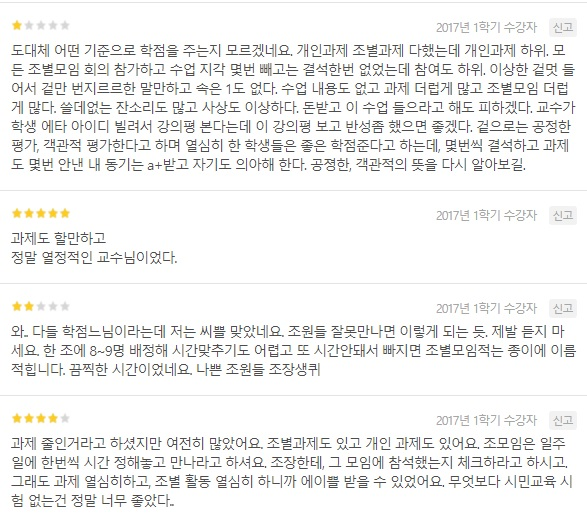 2017년 1학기 수강자 신고
도대체 어떤 기준으로 학점을 주는지 모르겠네요. 개인과제 조별과제 다했는데 개인과제 하위. 모
든 조별모임 회의 참가하고 수업 지각 몇번 빼고는 결석한번 없었는데 참여도 하위. 이상한 겉멋 들
어서 겉만 번지르르한 말만하고 속은 1도 없다. 수업 내용도 없고 과제 더럽게 많고 조별모임 더럽
게 많다. 쓸데없는 잔소리도 많고 사상도 이상하다. 돈받고 이 수업 들으라고 해도 피하겠다. 교수가
학생 에타 아이디 빌려서 강의평 본다는데 이 강의평 보고 반성좀 했으면 좋겠다. 겉으로는 공정한
평가, 객관적 평가한다고 하며 열심히 한 학생들은 좋은 학점준다고 하는데, 몇번씩 결석하고 과제
도 몇번 안낸 내 동기는 a+받고 자기도 의아해 한다. 공졍한, 객관적의 뜻을 다시 알아보길.
2017년 1학기 수강자 신고
과제도 할만하고
정말 열정적인 교수님이었다.
2017년 1학기 수강자 신고
와.. 다들 학점느님이라는데 저는 씨쁠 맞았네요. 조원들 잘못만나면 이렇게 되는 듯. 제발 듣지 마
세요. 한 조에 8~9명 배정해 시간맞추기도 어렵고 또 시간안돼서 빠지면 조별모임적는 종이에 이름
적힙니다. 끔찍한 시간이었네요. 나쁜 조원들 조장생퀴
2017년 1학기 수강자 신고
과제 줄인거라고 하셨지만 여전히 많았어요. 조별과제도 있고 개인 과제도 있어요. 조모임은 일주
일에 한번씩 시간 정해놓고 만나라고 하셔요. 조장한테, 그 모임에 참석했는지 체크하라고 하시고.
그래도 과제 열심히하고, 조별 활동 열심히 하니까 에이쁠 받을 수 있었어요. 무엇보다 시민교육 시
험 없는건 정말 너무 좋았다..